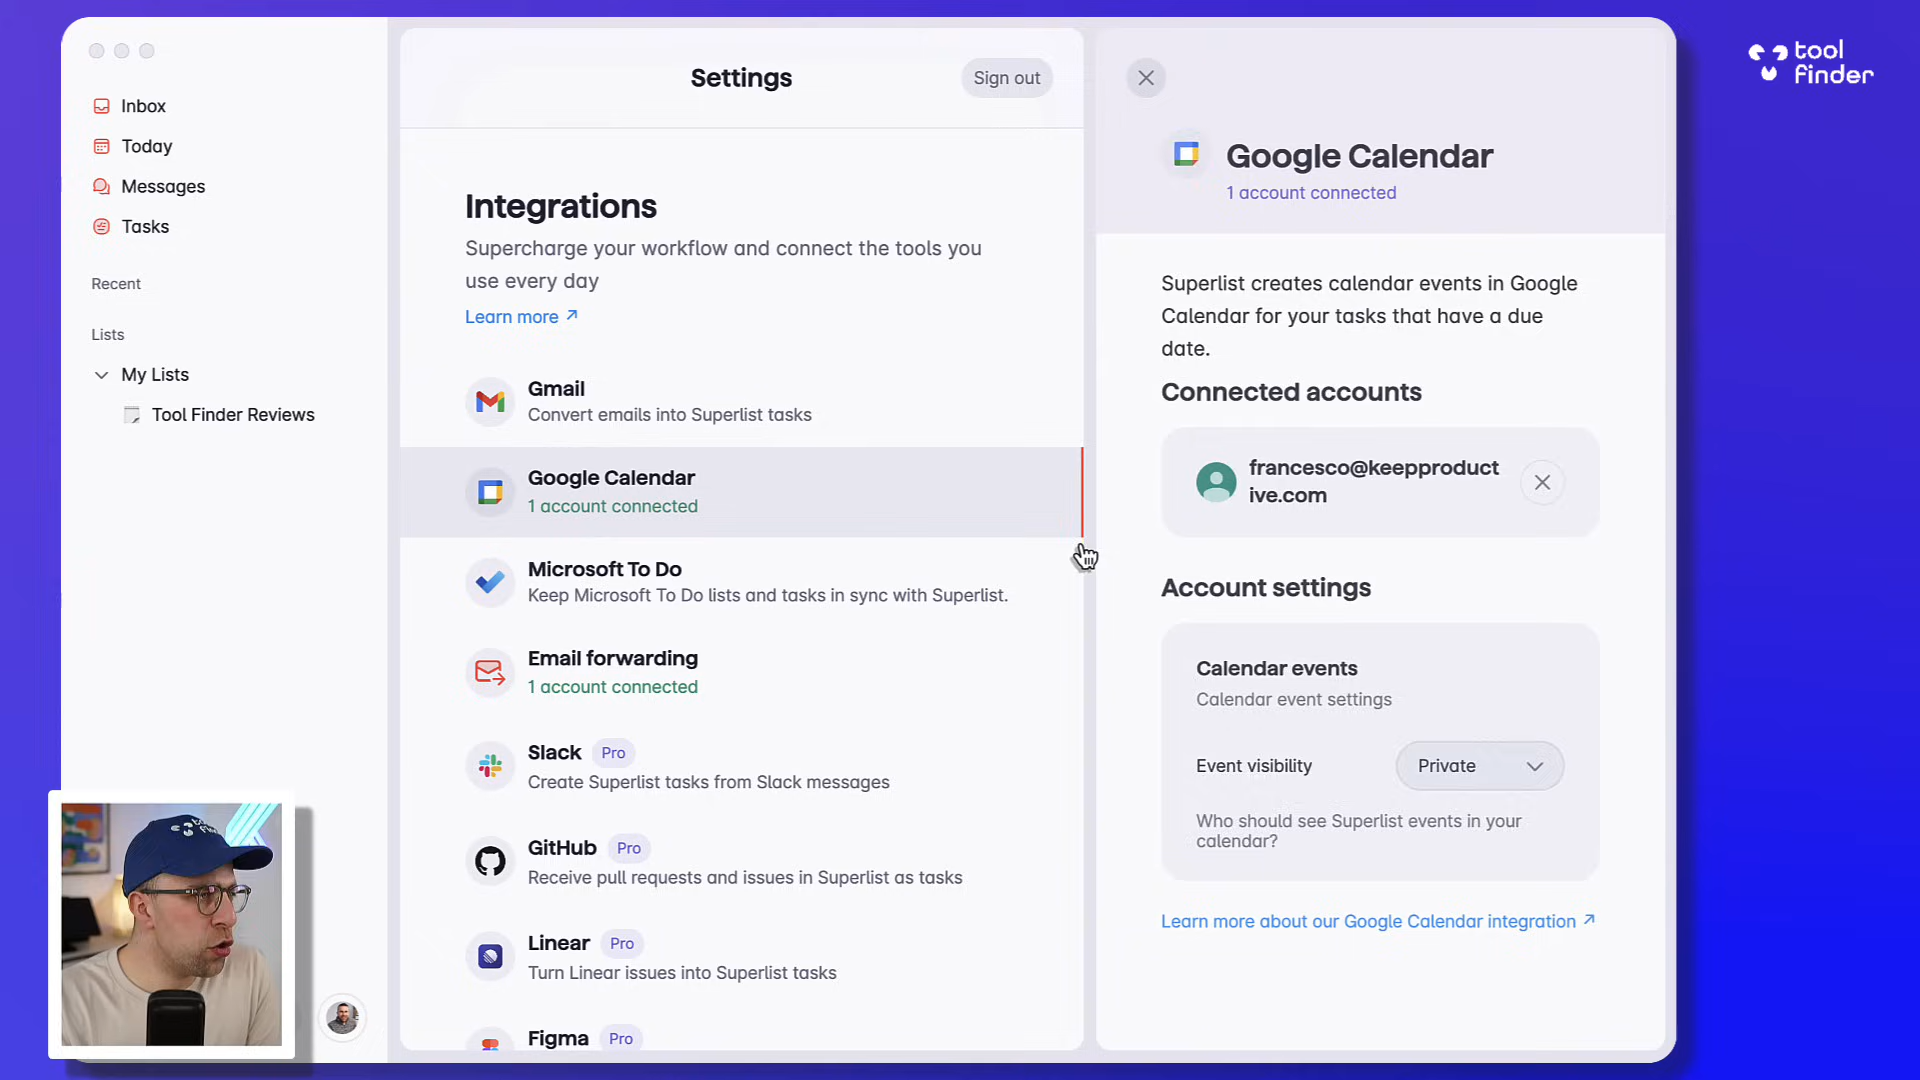 Inbox
Today
Messages
Tasks
Recent
Lists
My Lists
Tool Finder Reviews
Settings
Sign out
Integrations
Supercharge your workflow and connect the tools you
use every day
Learn more ↗
Gmail
Convert emails into Superlist tasks
Google Calendar
1 account connected
Microsoft To Do
Keep Microsoft To Do lists and tasks in sync with Superlist.
Email forwarding
1 account connected
Slack Pro
Create Superlist tasks from Slack messages
GitHub Pro
Receive pull requests and issues in Superlist as tasks
Linear Pro
Turn Linear issues into Superlist tasks
Figma Pro
Google Calendar
1 account connected
Superlist creates calendar events in Google
Calendar for your tasks that have a due
date.
Connected accounts
francesco@keepproduct
ive.com
Account settings
Calendar events
Calendar event settings
Event visibility
Private
Who should see Superlist events in your
calendar?
Learn more about our Google Calendar integration ↗
tool
finder